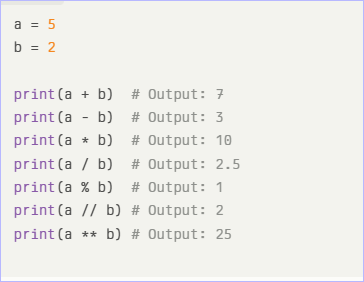 a = 5
b = 2
print(a + b)  # Output: 7
print(a - b)  # Output: 3
print(a * b)  # Output: 10
print(a / b)  # Output: 2.5
print(a % b)  # Output: 1
print(a // b) # Output: 2
print(a ** b) # Output: 25